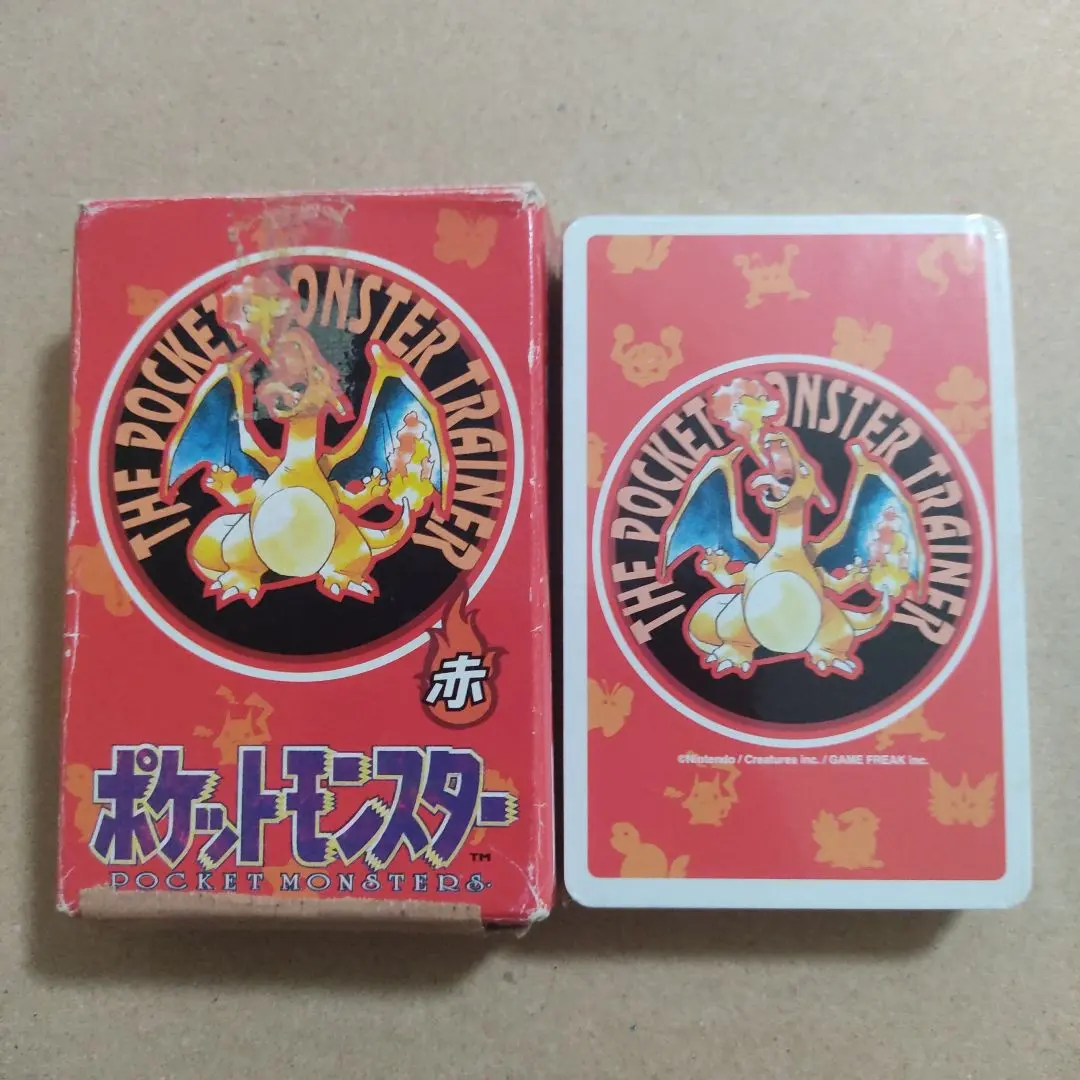 THE POCKET MONSTER TRAINER
赤
ポケットモンスター™
POCKET MONSTERS
THE POCKET MONSTER TRAINER
©Nintendo / Creatures inc. / GAME FREAK inc.